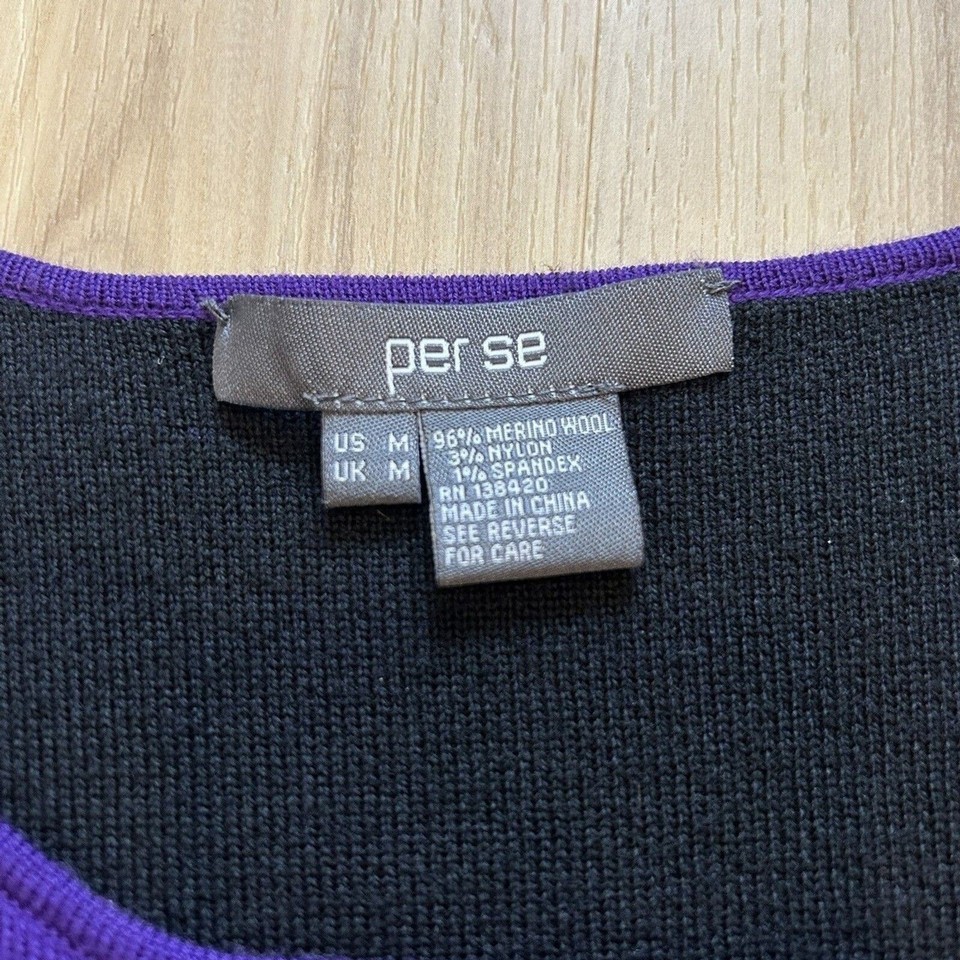 per se
US M
UK M
96% MERINO WOOL
3% NYLON
1% SPANDEX
RN 138420
MADE IN CHINA
SEE REVERSE
FOR CARE